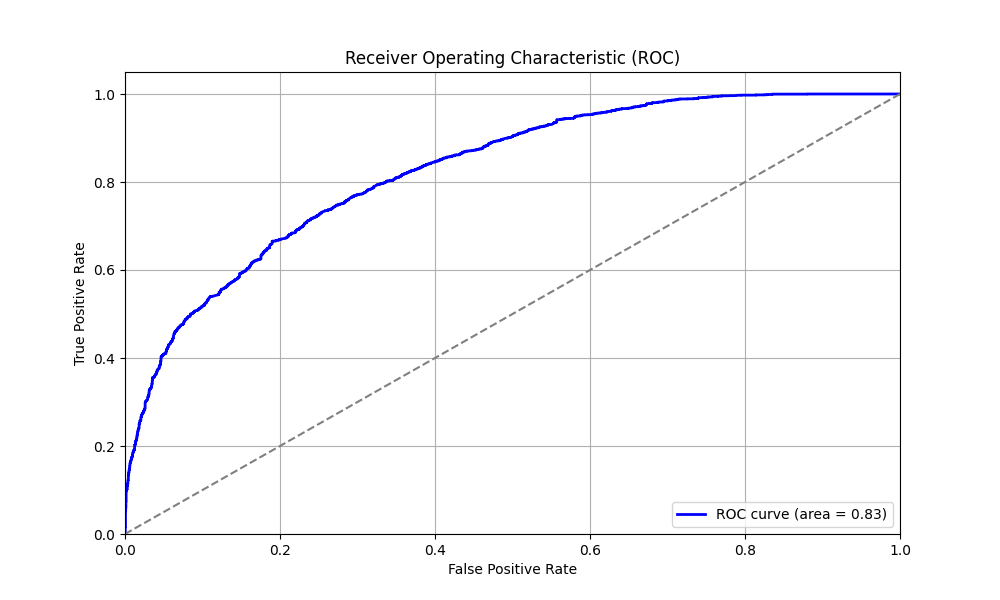 Receiver Operating Characteristic (ROC)
True Positive Rate
1.0
0.8
0.6
0.4
0.2
0.0
0.0 0.2 0.4 0.6 0.8 1.0
False Positive Rate
ROC curve (area = 0.83)